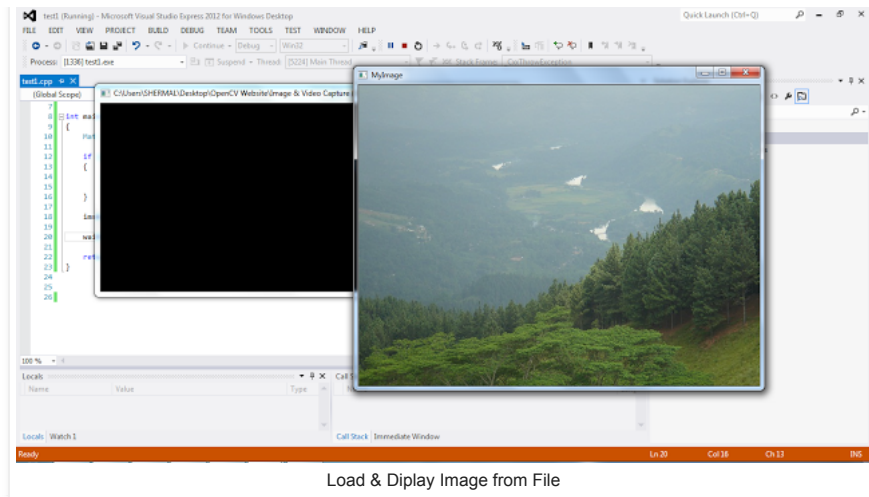 test1 (Running) - Microsoft Visual Studio Express 2012 for Windows Desktop
Quick Launch (Ctrl+Q)
FILE EDIT VIEW PROJECT BUILD DEBUG TEAM TOOLS TEST WINDOW HELP
Continue - Debug Win32
Process: [1336] test1.exe Suspend - Thread: [5224] Main Thread Stack Frame: CxxThrowException
test1.cpp
MyImage
(Global Scope)
C:\Users\SHERMAL\Desktop\OpenCV Website\Image & Video Capture
7
8 int mai
9 {
10 Mat
11
12 if
13 {
14
15
16 }
17
18 im
19
20 wai
21
22 ret
23 }
24
25
26
100 %
Locals
Call S
Name Value Type
Locals Watch 1
Call Stack Immediate Window
Ready Ln 20 Col 16 Ch 13 INS
Load & Diplay Image from File